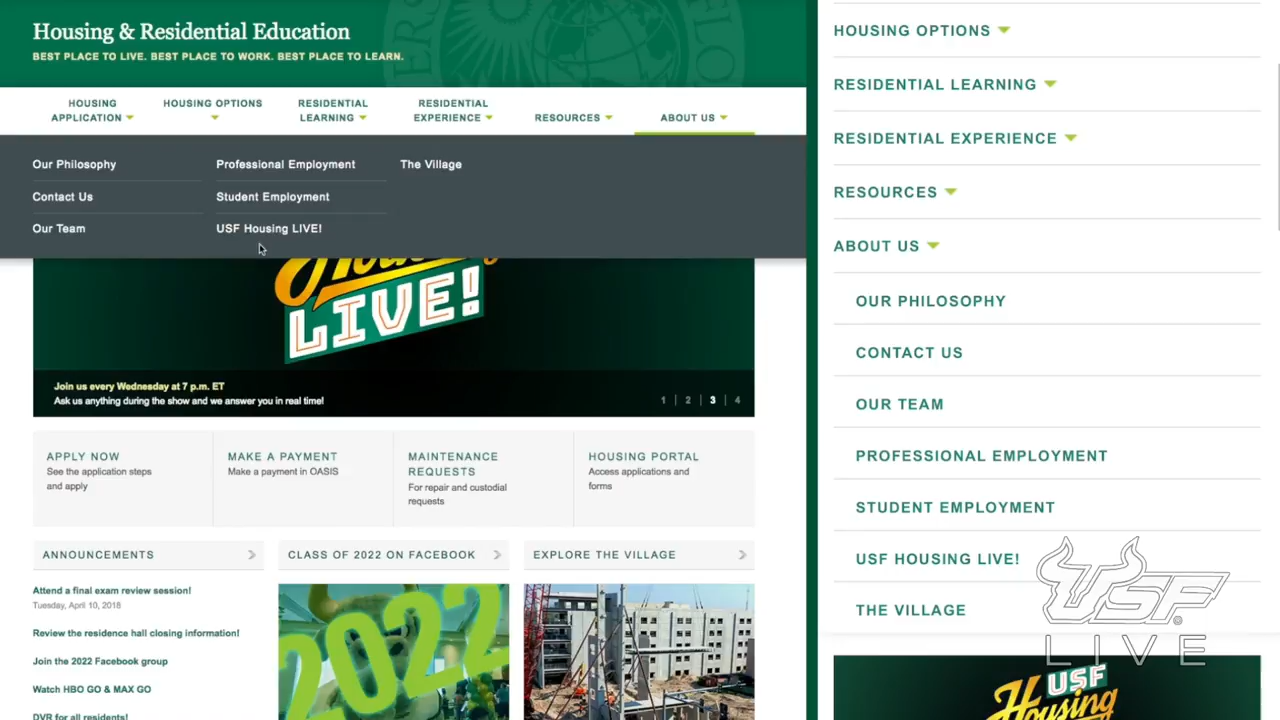 Housing & Residential Education
BEST PLACE TO LIVE. BEST PLACE TO WORK. BEST PLACE TO LEARN.
HOUSING
APPLICATION
HOUSING OPTIONS
RESIDENTIAL
LEARNING
RESIDENTIAL
EXPERIENCE
RESOURCES
ABOUT US
Our Philosophy
Professional Employment
The Village
Contact Us
Student Employment
Our Team
USF Housing LIVE!
LIVE!
Join us every Wednesday at 7 p.m. ET
Ask us anything during the show and we answer you in real time!
1 | 2 | 3 | 4
APPLY NOW
See the application steps
and apply
MAKE A PAYMENT
Make a payment in OASIS
MAINTENANCE
REQUESTS
For repair and custodial
requests
HOUSING PORTAL
Access applications and
forms
ANNOUNCEMENTS
CLASS OF 2022 ON FACEBOOK
EXPLORE THE VILLAGE
Attend a final exam review session!
Tuesday, April 10, 2018
Review the residence hall closing information!
Join the 2022 Facebook group
Watch HBO GO & MAX GO
DVR for all residents!
2022
HOUSING OPTIONS
RESIDENTIAL LEARNING
RESIDENTIAL EXPERIENCE
RESOURCES
ABOUT US
OUR PHILOSOPHY
CONTACT US
OUR TEAM
PROFESSIONAL EMPLOYMENT
STUDENT EMPLOYMENT
USF HOUSING LIVE!
THE VILLAGE
USF®
LIVE
USF
Housing